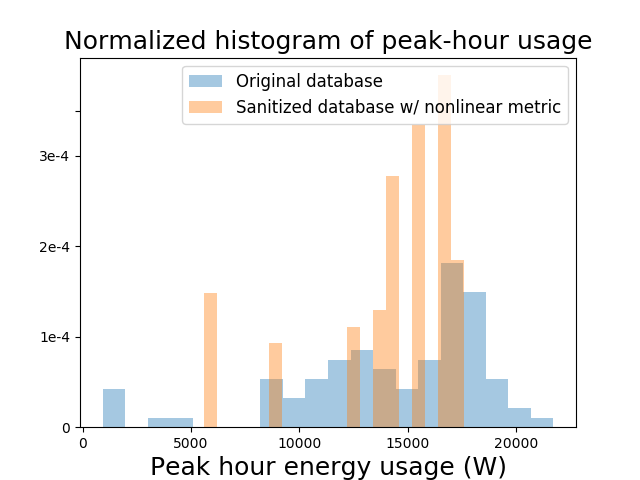 Normalized histogram of peak-hour usage
Original database
Sanitized database w/ nonlinear metric
3e-4
2e-4
1e-4
0
0 5000 10000 15000 20000
Peak hour energy usage (W)